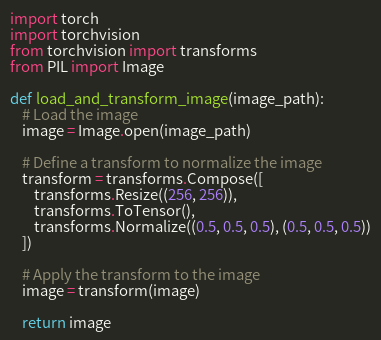 import torch
import torchvision
from torchvision import transforms
from PIL import Image

def load_and_transform_image(image_path):
    # Load the image
    image = Image.open(image_path)

    # Define a transform to normalize the image
    transform = transforms.Compose([
        transforms.Resize((256, 256)),
        transforms.ToTensor(),
        transforms.Normalize((0.5, 0.5, 0.5), (0.5, 0.5, 0.5))
    ])

    # Apply the transform to the image
    image = transform(image)

    return image